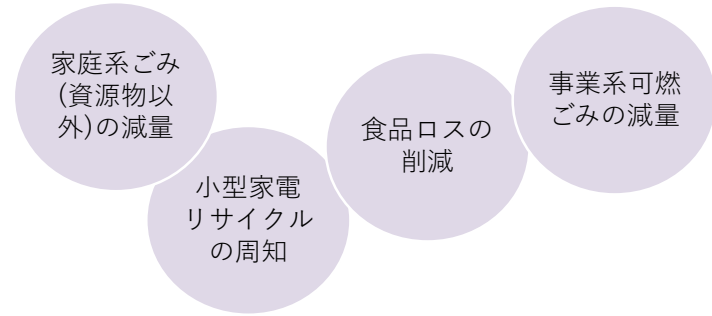 家庭系ごみ
(資源物以
外)の減量
小型家電
リサイクル
の周知
食品ロスの
削減
事業系可燃
ごみの減量